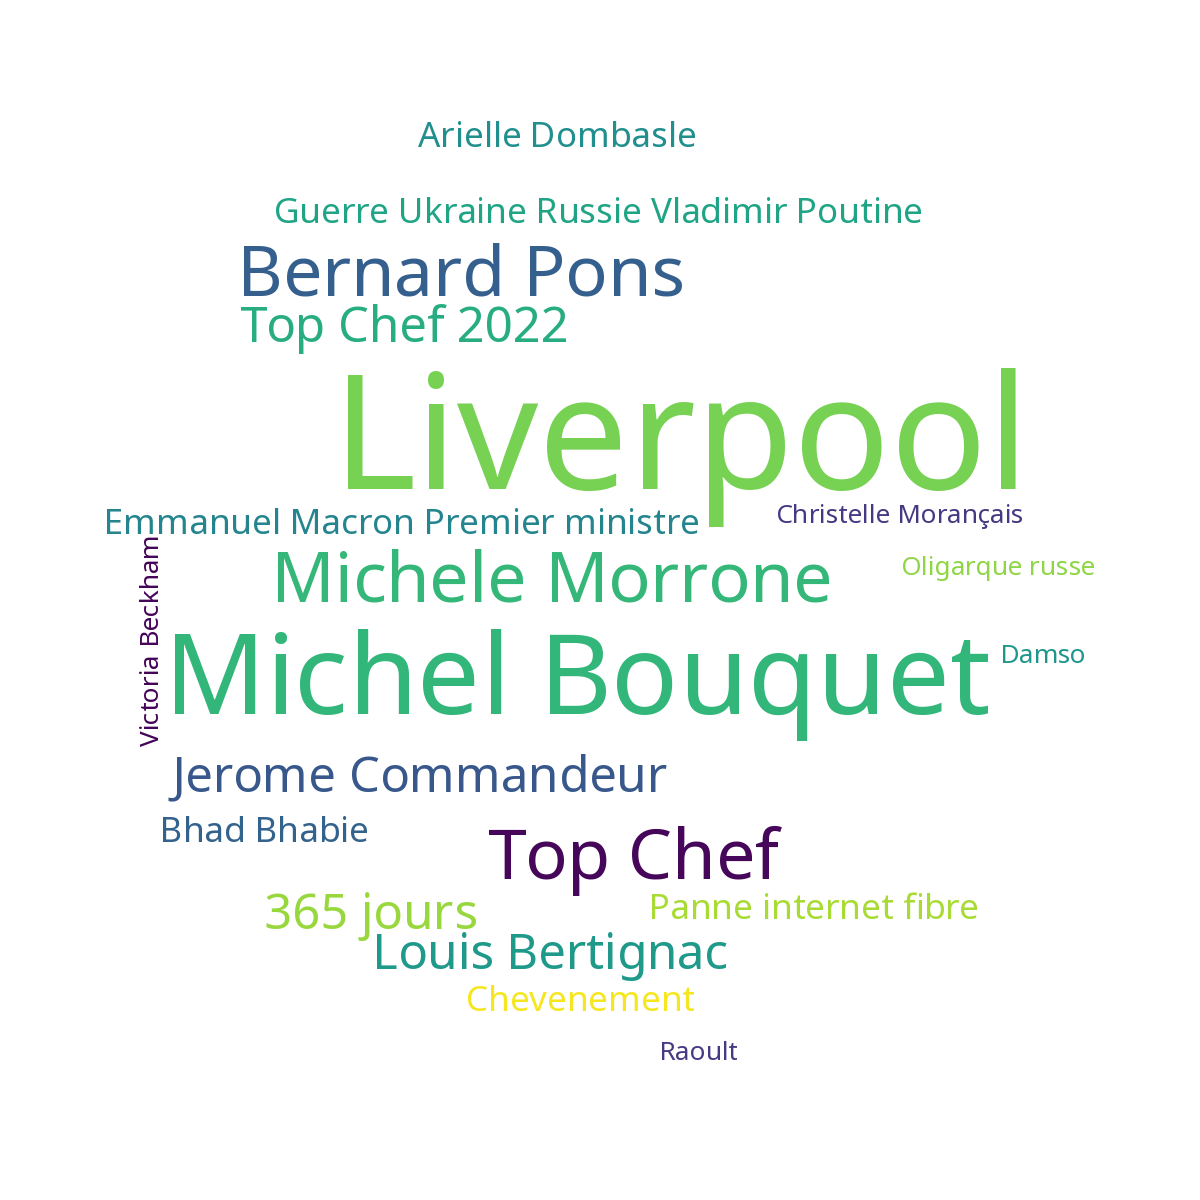 Arielle Dombasle
Guerre Ukraine Russie Vladimir Poutine
Bernard Pons
Top Chef 2022
Liverpool
Emmanuel Macron Premier ministre
Christelle Morançais
Oligarque russe
Michele Morrone
Victoria Beckham
Michel Bouquet
Damso
Jerome Commandeur
Bhad Bhabie
Top Chef
365 jours
Panne internet fibre
Louis Bertignac
Chevenement
Raoult